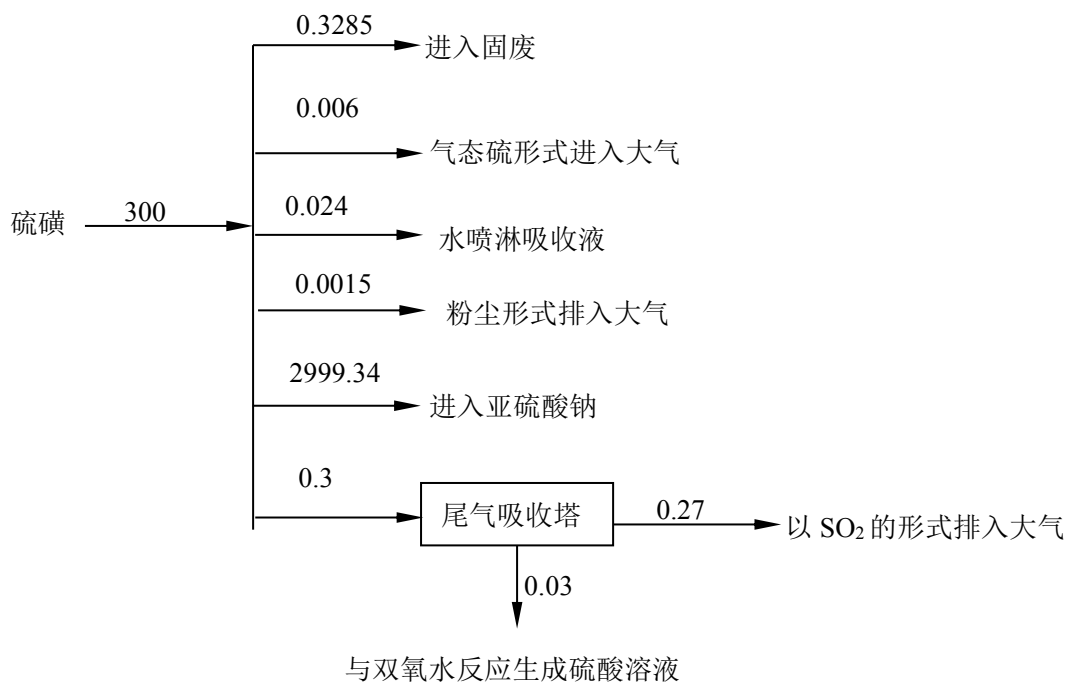 0.3285
进入固废
0.006
气态硫形式进入大气
硫磺
300
0.024
水喷淋吸收液
0.0015
粉尘形式排入大气
2999.34
进入亚硫酸钠
0.3
尾气吸收塔
0.27
以 SO₂ 的形式排入大气
0.03
与双氧水反应生成硫酸溶液